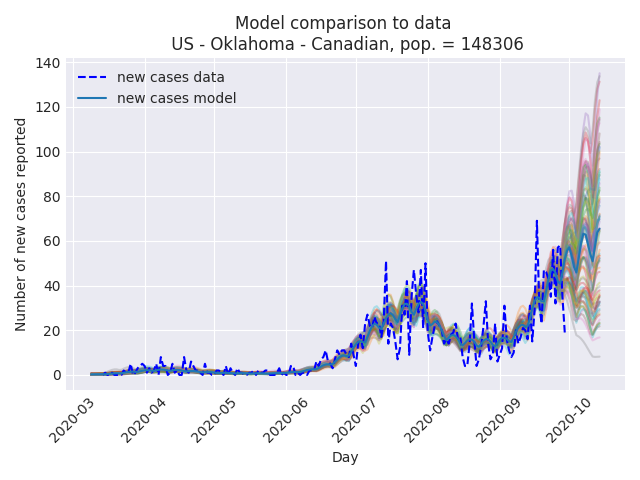 Model comparison to data
US - Oklahoma - Canadian, pop. = 148306
new cases data
new cases model
Number of new cases reported
140
120
100
80
60
40
20
0
2020-03
2020-04
2020-05
2020-06
2020-07
2020-08
2020-09
2020-10
Day